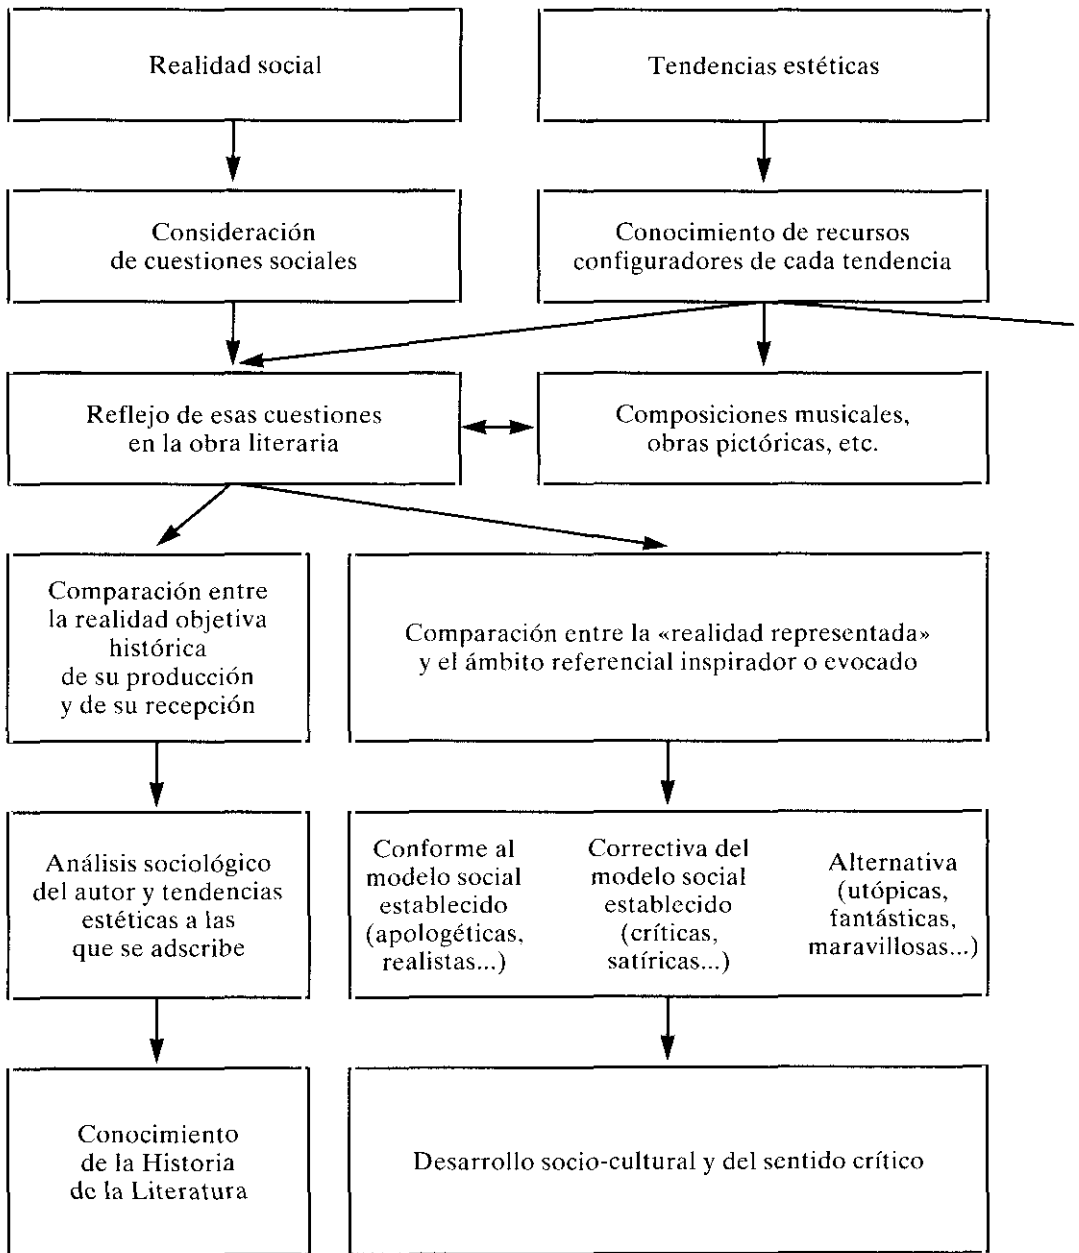 Realidad social
Tendencias estéticas
Consideración
de cuestiones sociales
Conocimiento de recursos
configuradores de cada tendencia
Reflejo de esas cuestiones
en la obra literaria
Composiciones musicales,
obras pictóricas, etc.
Comparación entre
la realidad objetiva
histórica
de su producción
y de su recepción
Comparación entre la «realidad representada»
y el ámbito referencial inspirador o evocado
Análisis sociológico
del autor y tendencias
estéticas a las
que se adscribe
Conforme al
modelo social
establecido
(apologéticas,
realistas...)
Correctiva del
modelo social
establecido
(críticas,
satíricas...)
Alternativa
(utópicas,
fantásticas,
maravillosas...)
Conocimiento
de la Historia
de la Literatura
Desarrollo socio-cultural y del sentido crítico